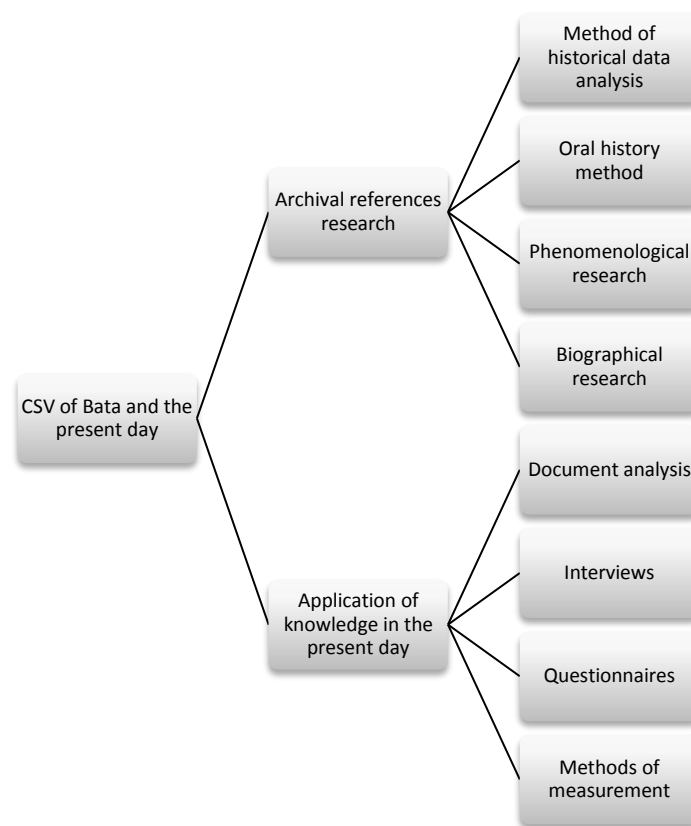 CSV of Bata and the
present day
Archival references
research
Method of
historical data
analysis
Oral history
method
Phenomenological
research
Biographical
research
Application of
knowledge in the
present day
Document analysis
Interviews
Questionnaires
Methods of
measurement